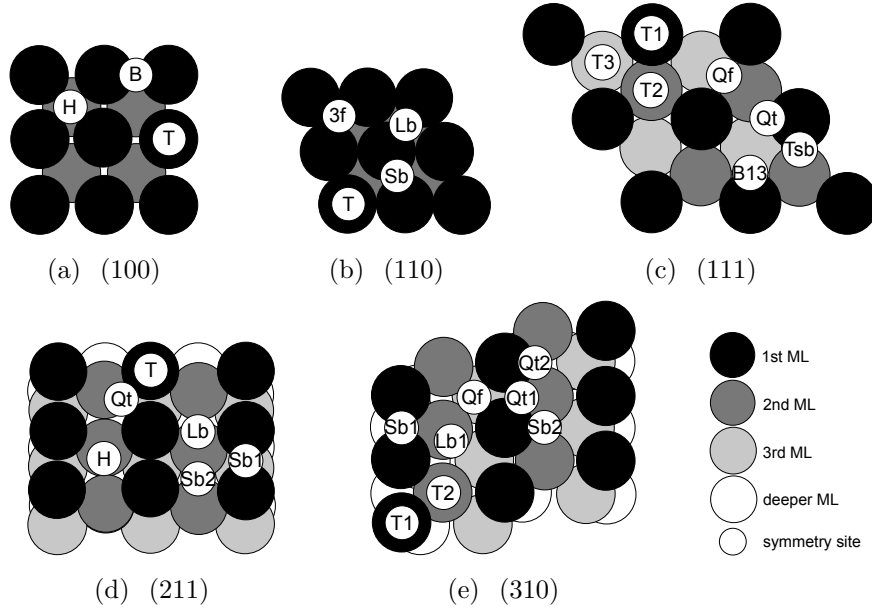 T1
T3
T2
Qf
B
H
T
3f
Lb
Sb
T
Qt
Tsb
B13
(a) (100)
(b) (110)
(c) (111)
T
Qt
Lb
H
Sb2
Sb1
Qt2
Qf
Qt1
Sb1
Lb1
Sb2
T2
T1
1st ML
2nd ML
3rd ML
deeper ML
symmetry site
(d) (211)
(e) (310)